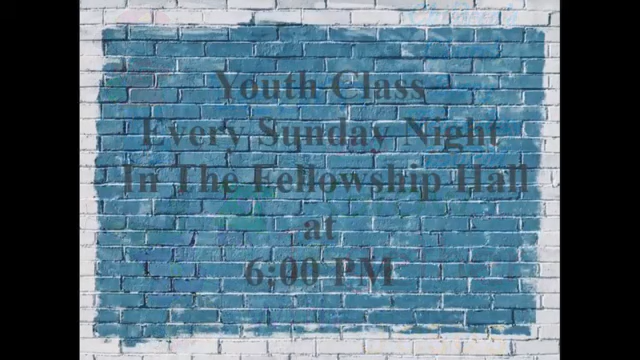 Youth Class
Every Sunday Night
In The Fellowship Hall
at
6:00 PM